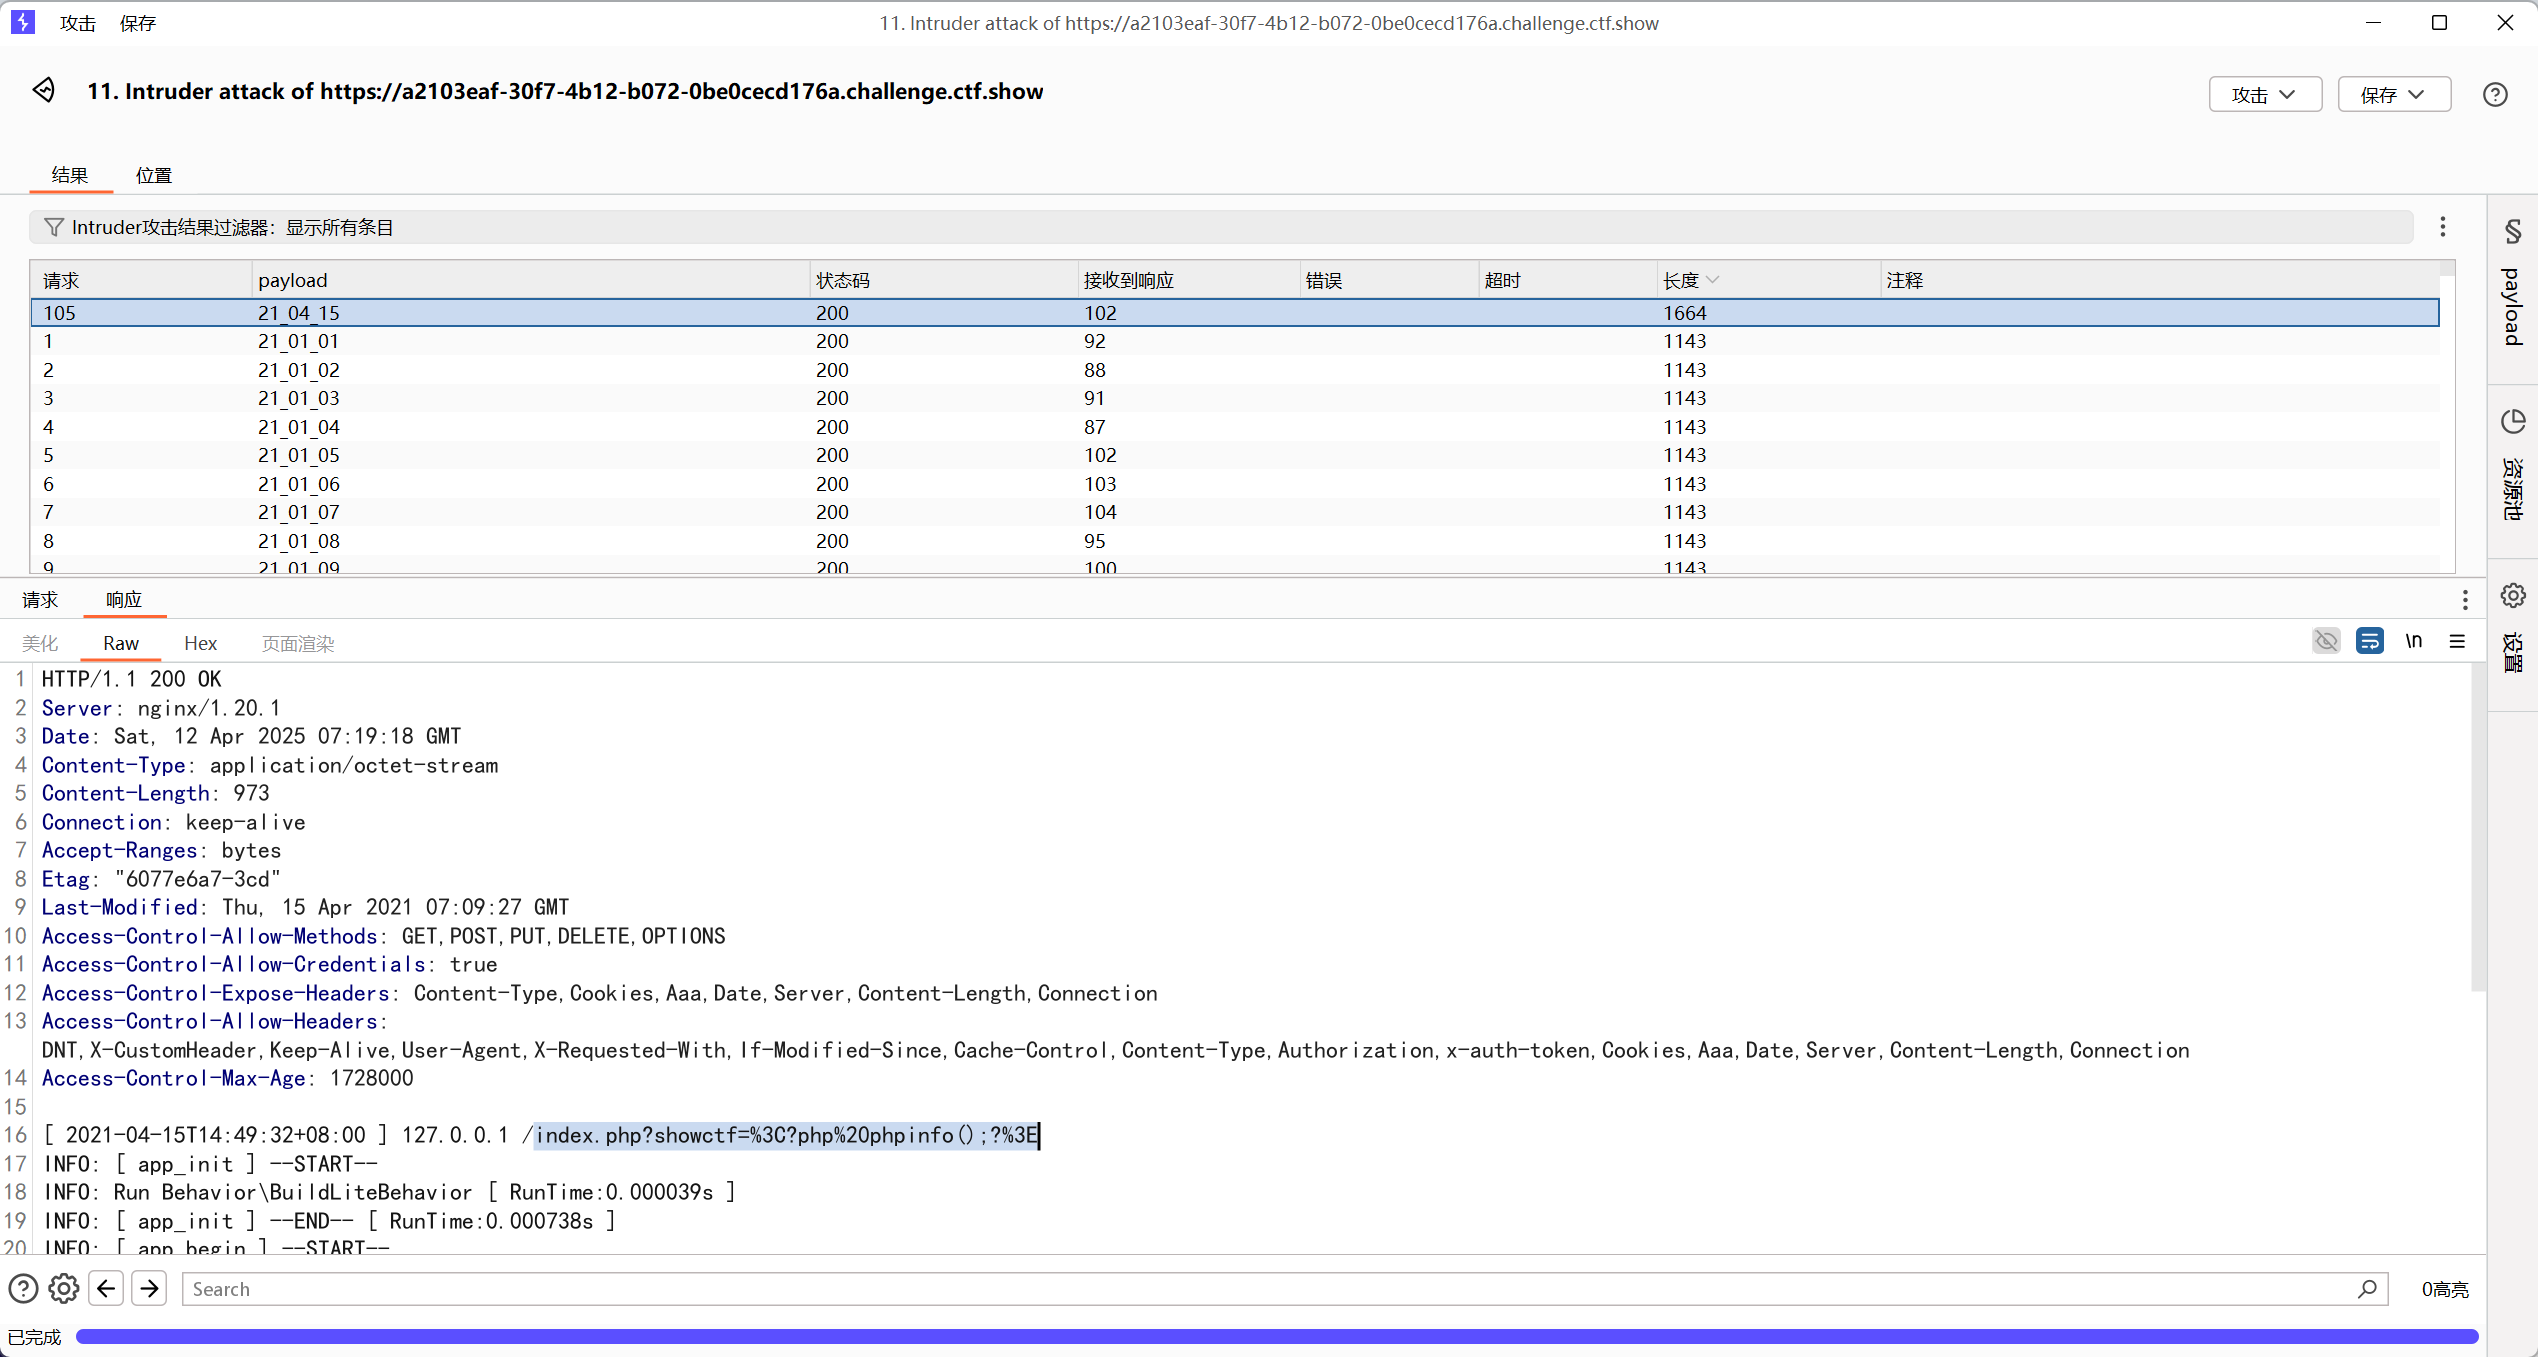 攻击 保存 11. Intruder attack of https://a2103eaf-30f7-4b12-b072-0be0cecd176a.challenge.ctf.show
11. Intruder attack of https://a2103eaf-30f7-4b12-b072-0be0cecd176a.challenge.ctf.show 攻击 保存
结果 位置
Intruder攻击结果过滤器：显示所有条目
请求 payload 状态码 接收到响应 错误 超时 长度 注释
105 21_04_15 200 102 1664
1 21_01_01 200 92 1143
2 21_01_02 200 88 1143
3 21_01_03 200 91 1143
4 21_01_04 200 87 1143
5 21_01_05 200 102 1143
6 21_01_06 200 103 1143
7 21_01_07 200 104 1143
8 21_01_08 200 95 1143
9 21_01_09 200 100 1143
payload
资源池
设置
请求 响应
美化 Raw Hex 页面渲染 \n
1 HTTP/1.1 200 OK
2 Server: nginx/1.20.1
3 Date: Sat, 12 Apr 2025 07:19:18 GMT
4 Content-Type: application/octet-stream
5 Content-Length: 973
6 Connection: keep-alive
7 Accept-Ranges: bytes
8 Etag: "6077e6a7-3cd"
9 Last-Modified: Thu, 15 Apr 2021 07:09:27 GMT
10 Access-Control-Allow-Methods: GET,POST,PUT,DELETE,OPTIONS
11 Access-Control-Allow-Credentials: true
12 Access-Control-Expose-Headers: Content-Type,Cookies,Aaa,Date,Server,Content-Length,Connection
13 Access-Control-Allow-Headers:
DNT,X-CustomHeader,Keep-Alive,User-Agent,X-Requested-With,If-Modified-Since,Cache-Control,Content-Type,Authorization,x-auth-token,Cookies,Aaa,Date,Server,Content-Length,Connection
14 Access-Control-Max-Age: 1728000
15
16 [ 2021-04-15T14:49:32+08:00 ] 127.0.0.1 /index.php?showctf=%3C?php%20phpinfo();?%3E
17 INFO: [ app_init ] --START--
18 INFO: Run Behavior\BuildLiteBehavior [ RunTime:0.000039s ]
19 INFO: [ app_init ] --END-- [ RunTime:0.000738s ]
20 INFO: [ app_begin ] --START--
Search 0高亮
已完成